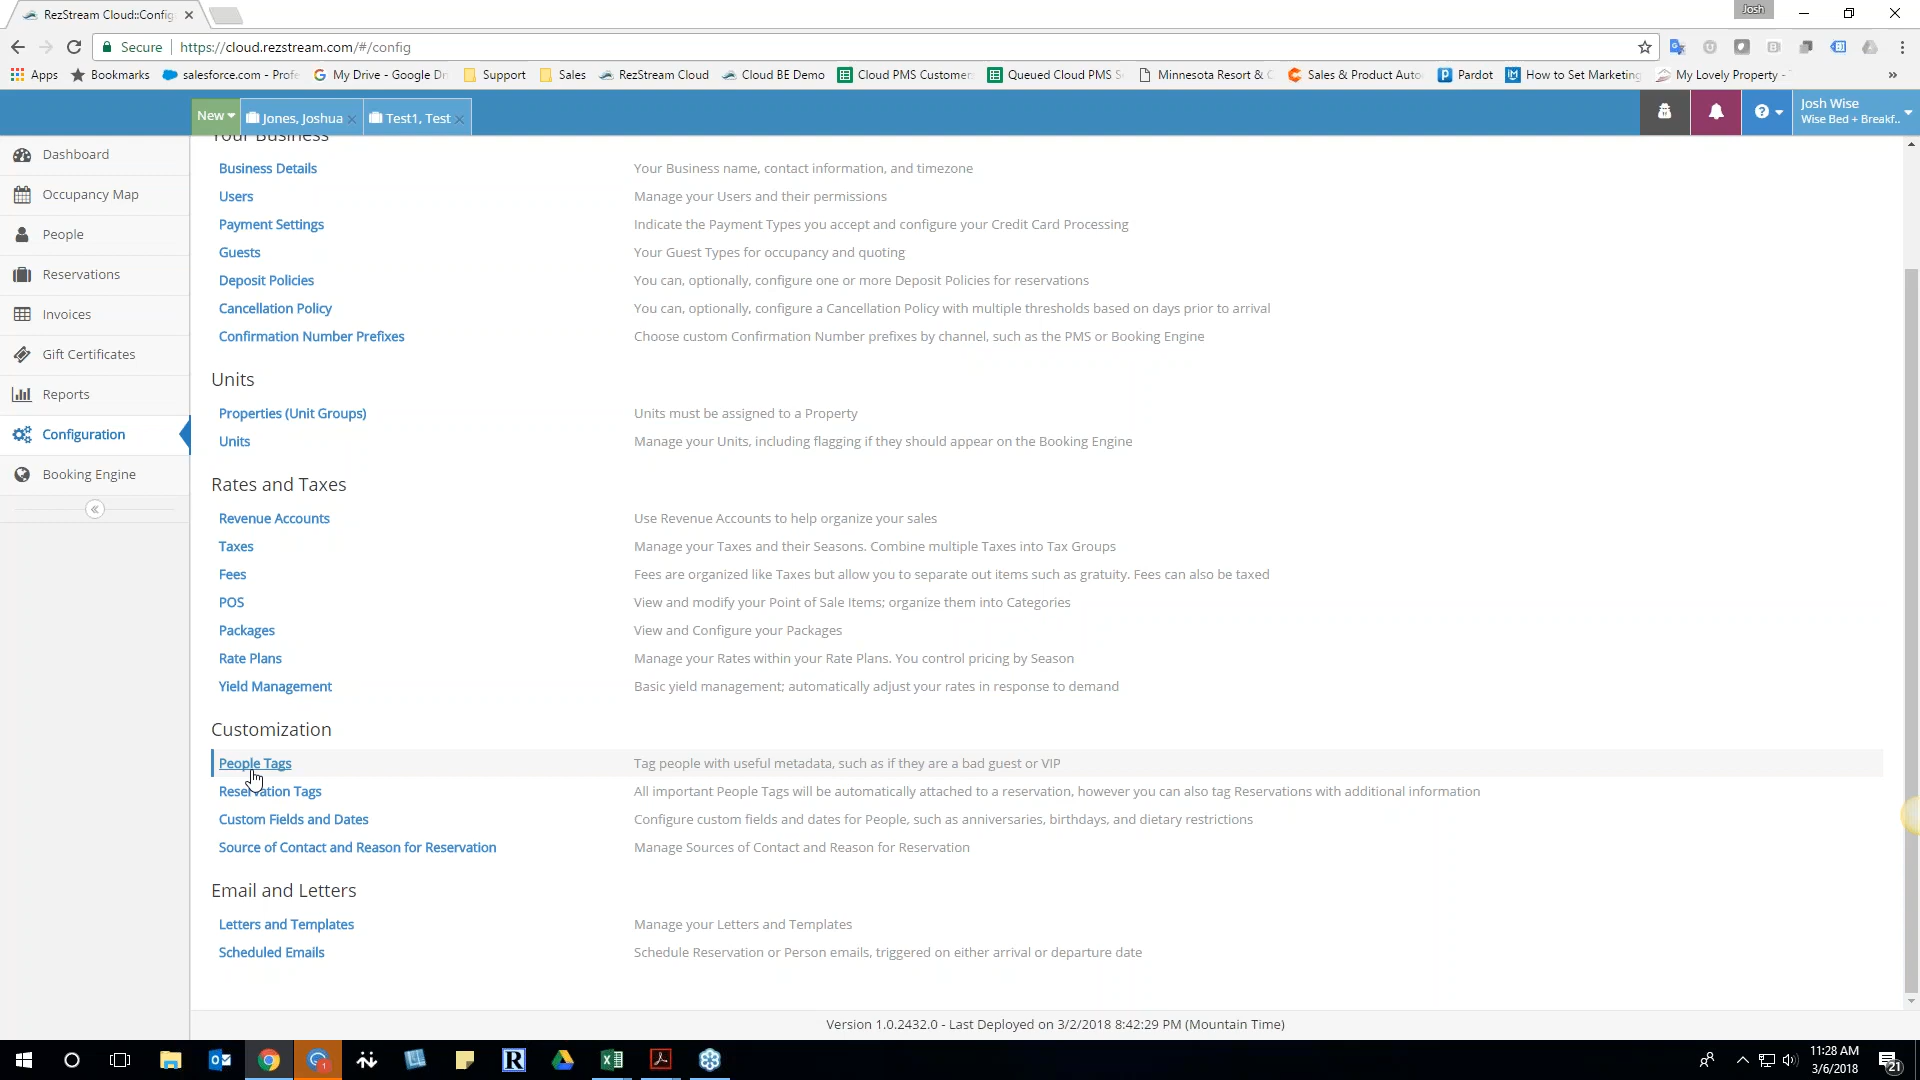 RezStream Cloud::Config
Josh
Secure https://cloud.rezstream.com/#/config
Apps Bookmarks salesforce.com - Profe My Drive - Google Dri Support Sales RezStream Cloud Cloud BE Demo Cloud PMS Customer Queued Cloud PMS S Minnesota Resort & C Sales & Product Auto Pardot How to Set Marketing My Lovely Property - »
New Jones, Joshua Test1, Test
Josh Wise
Wise Bed + Breakf..
Dashboard
Occupancy Map
People
Reservations
Invoices
Gift Certificates
Reports
Configuration
Booking Engine
Your Business
Business Details Your Business name, contact information, and timezone
Users Manage your Users and their permissions
Payment Settings Indicate the Payment Types you accept and configure your Credit Card Processing
Guests Your Guest Types for occupancy and quoting
Deposit Policies You can, optionally, configure one or more Deposit Policies for reservations
Cancellation Policy You can, optionally, configure a Cancellation Policy with multiple thresholds based on days prior to arrival
Confirmation Number Prefixes Choose custom Confirmation Number prefixes by channel, such as the PMS or Booking Engine
Units
Properties (Unit Groups) Units must be assigned to a Property
Units Manage your Units, including flagging if they should appear on the Booking Engine
Rates and Taxes
Revenue Accounts Use Revenue Accounts to help organize your sales
Taxes Manage your Taxes and their Seasons. Combine multiple Taxes into Tax Groups
Fees Fees are organized like Taxes but allow you to separate out items such as gratuity. Fees can also be taxed
POS View and modify your Point of Sale Items; organize them into Categories
Packages View and Configure your Packages
Rate Plans Manage your Rates within your Rate Plans. You control pricing by Season
Yield Management Basic yield management; automatically adjust your rates in response to demand
Customization
People Tags Tag people with useful metadata, such as if they are a bad guest or VIP
Reservation Tags All important People Tags will be automatically attached to a reservation, however you can also tag Reservations with additional information
Custom Fields and Dates Configure custom fields and dates for People, such as anniversaries, birthdays, and dietary restrictions
Source of Contact and Reason for Reservation Manage Sources of Contact and Reason for Reservation
Email and Letters
Letters and Templates Manage your Letters and Templates
Scheduled Emails Schedule Reservation or Person emails, triggered on either arrival or departure date
Version 1.0.2432.0 - Last Deployed on 3/2/2018 8:42:29 PM (Mountain Time)
11:28 AM
3/6/2018
21